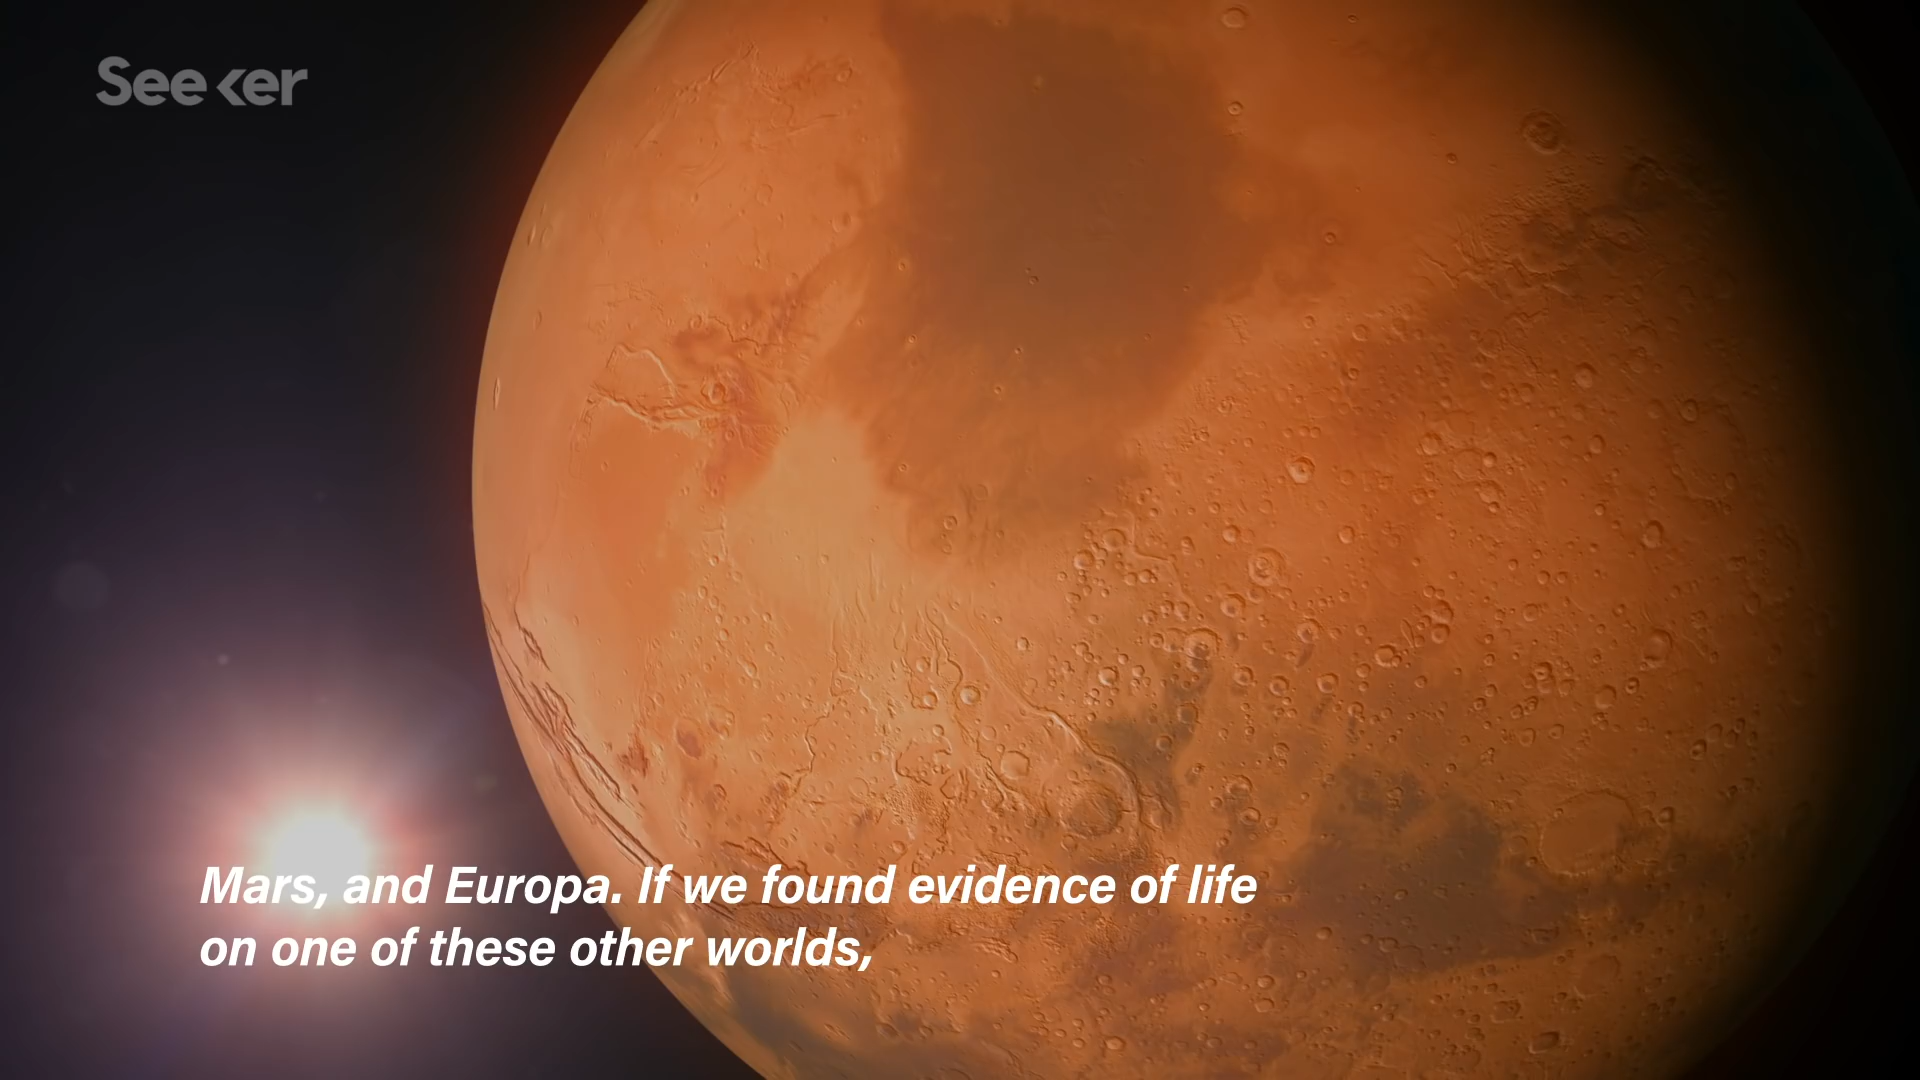 Seeker
Mars, and Europa. If we found evidence of life
on one of these other worlds,